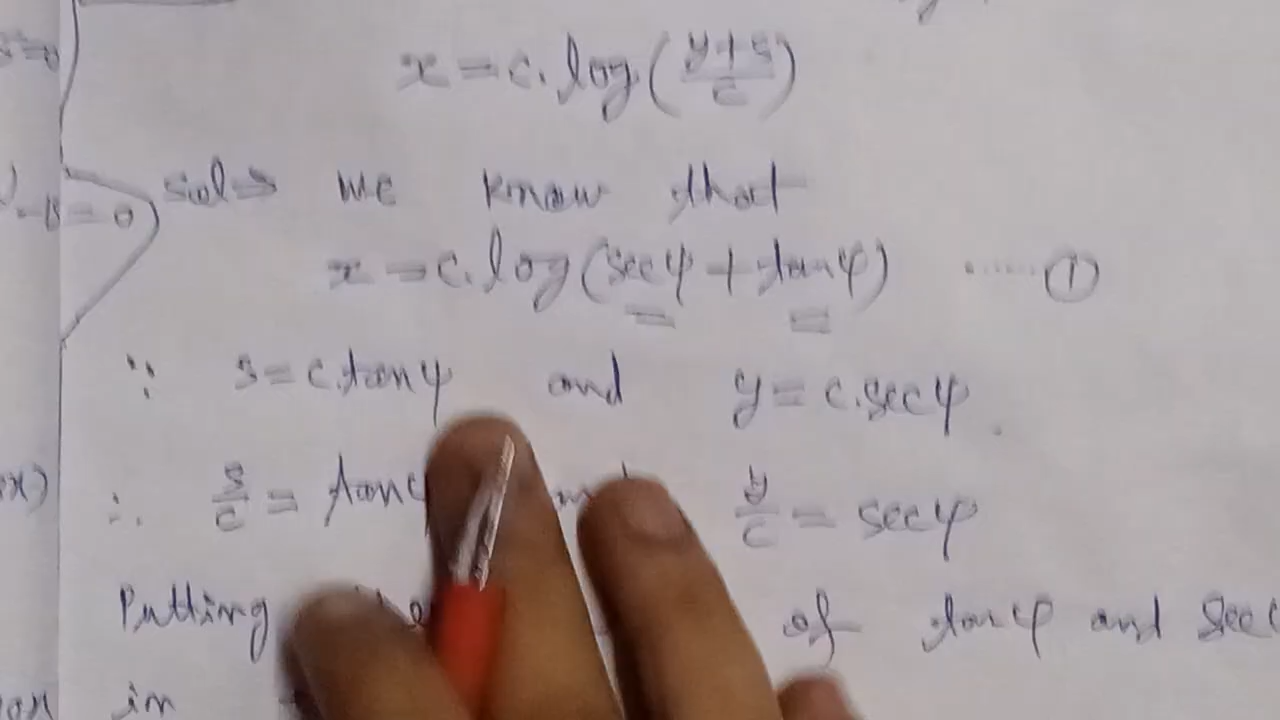 x = c. log(y+s/c)
sol⇒ We know that
x = c. log(secψ + tanψ) ...... ①
∵ s = c.tanψ and y = c.secψ.
∴ s/c = tan y/c = secψ
Putting of tanψ and sec
in